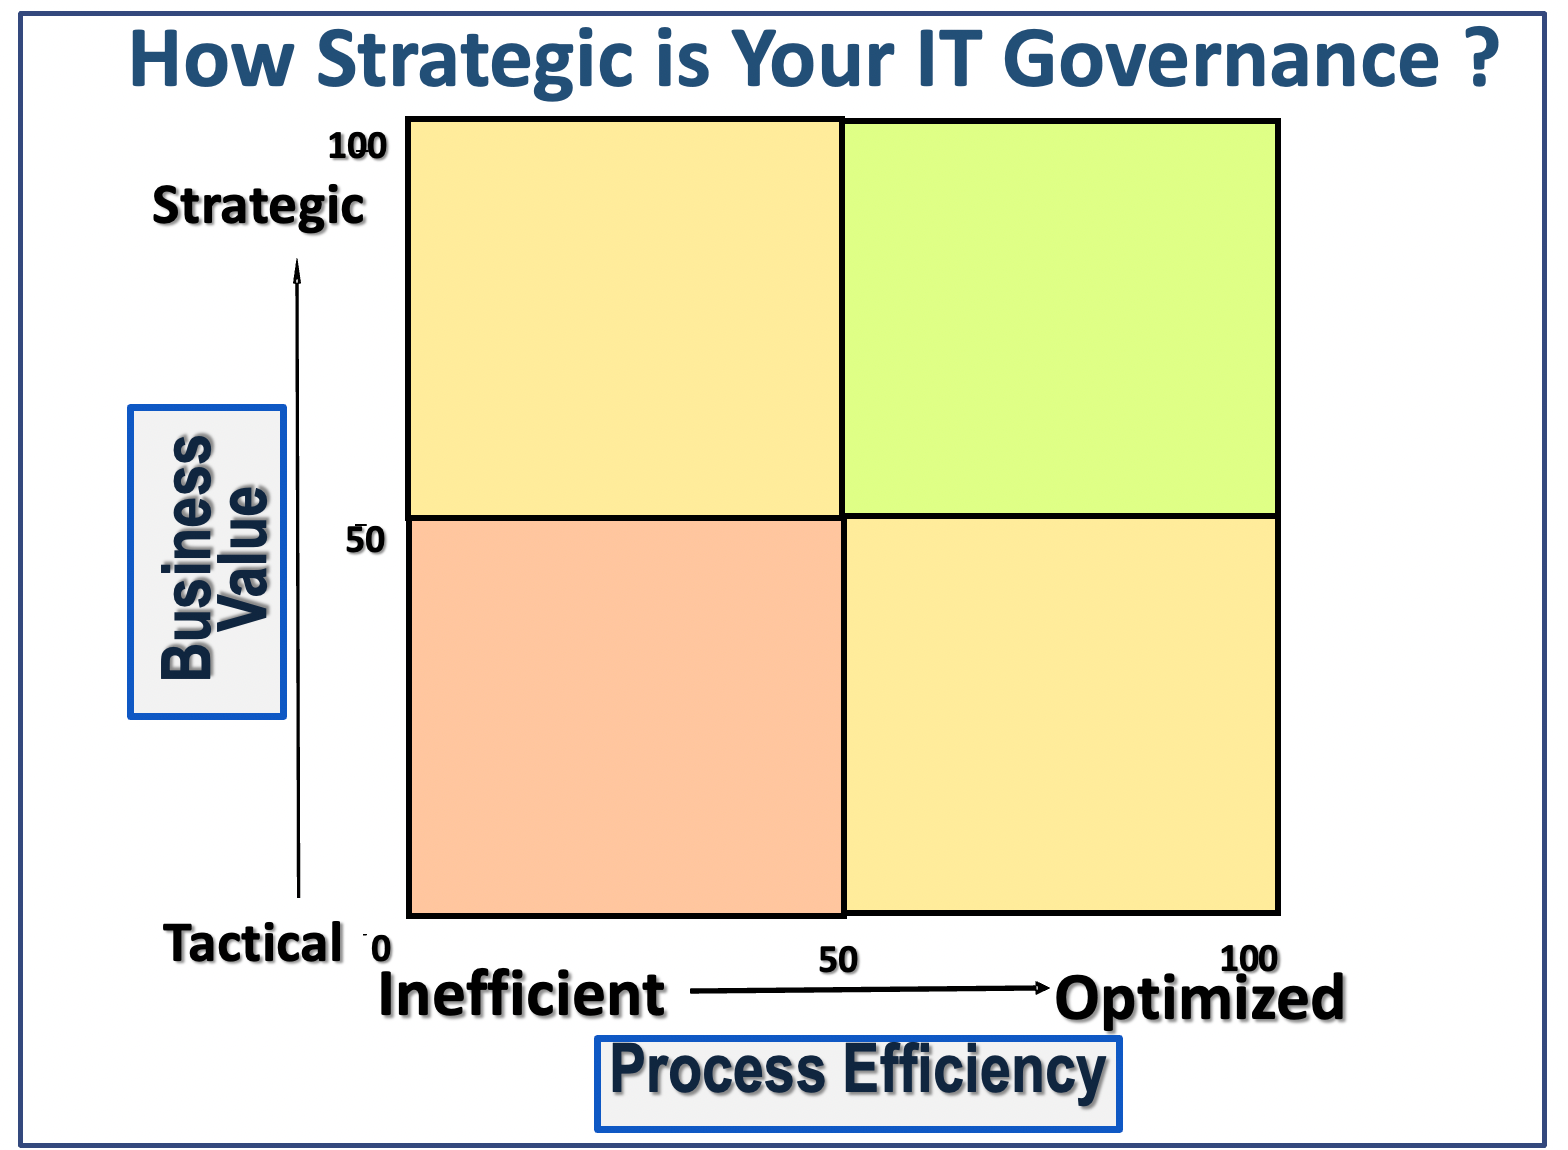 How Strategic is Your IT Governance ?
100
Strategic
Business
Value
50
Tactical
0
50
100
Inefficient
Optimized
Process Efficiency